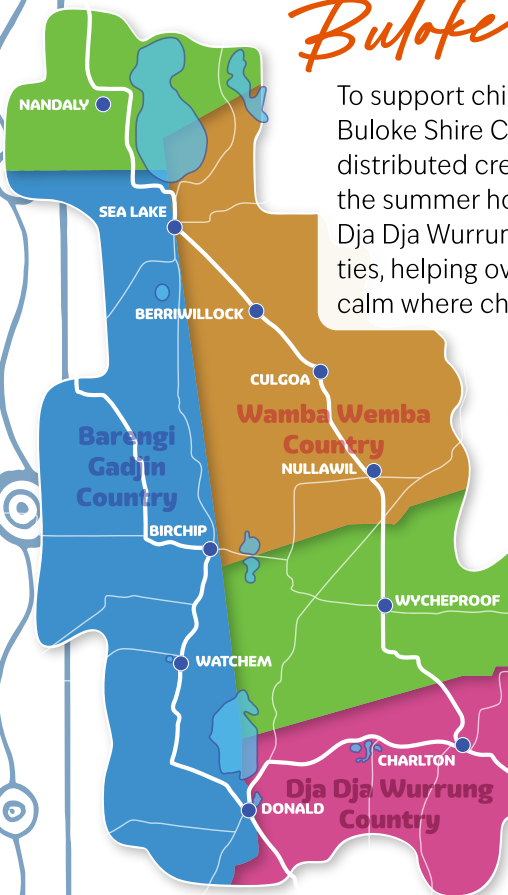 Buloke
To support chi
Buloke Shire C
distributed cre
the summer ho
Dja Dja Wurrun
ties, helping ov
calm where ch
NANDALY
SEA LAKE
BERRIWILLOCK
CULGOA
Wamba Wemba
Country
Barengi
Gadjin
Country
NULLAWIL
BIRCHIP
WYCHEPROOF
WATCHEM
CHARLTON
Dja Dja Wurrung
Country
DONALD